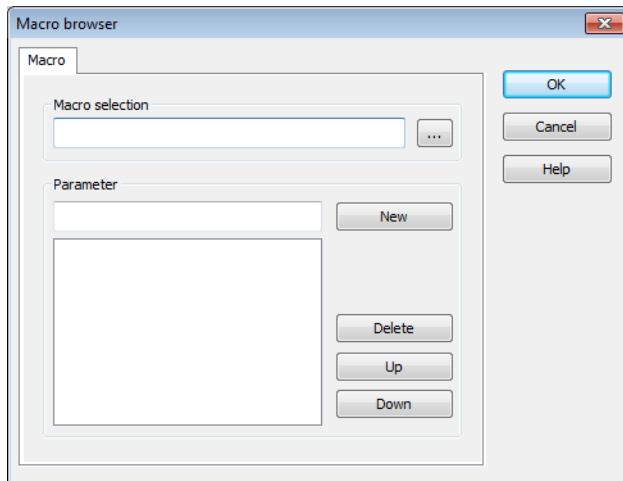 Macro browser
Macro
Macro selection
...
OK
Cancel
Help
Parameter
New
Delete
Up
Down